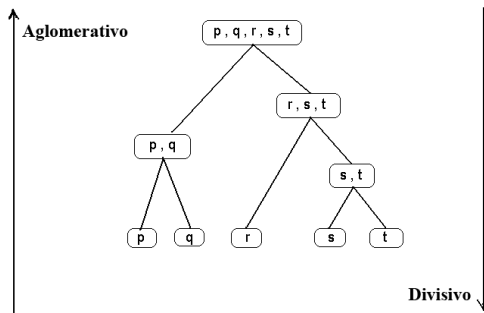 Aglomerativo
p , q , r , s , t
r , s , t
p , q
s , t
p
q
r
s
t
Divisivo